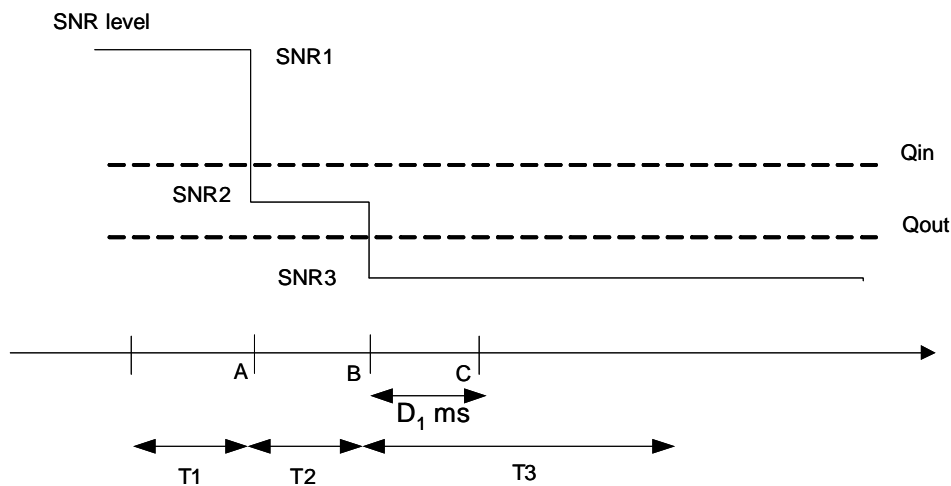 SNR level
SNR1
Qin
SNR2
Qout
SNR3
A
B
C
D₁ ms
T1
T2
T3